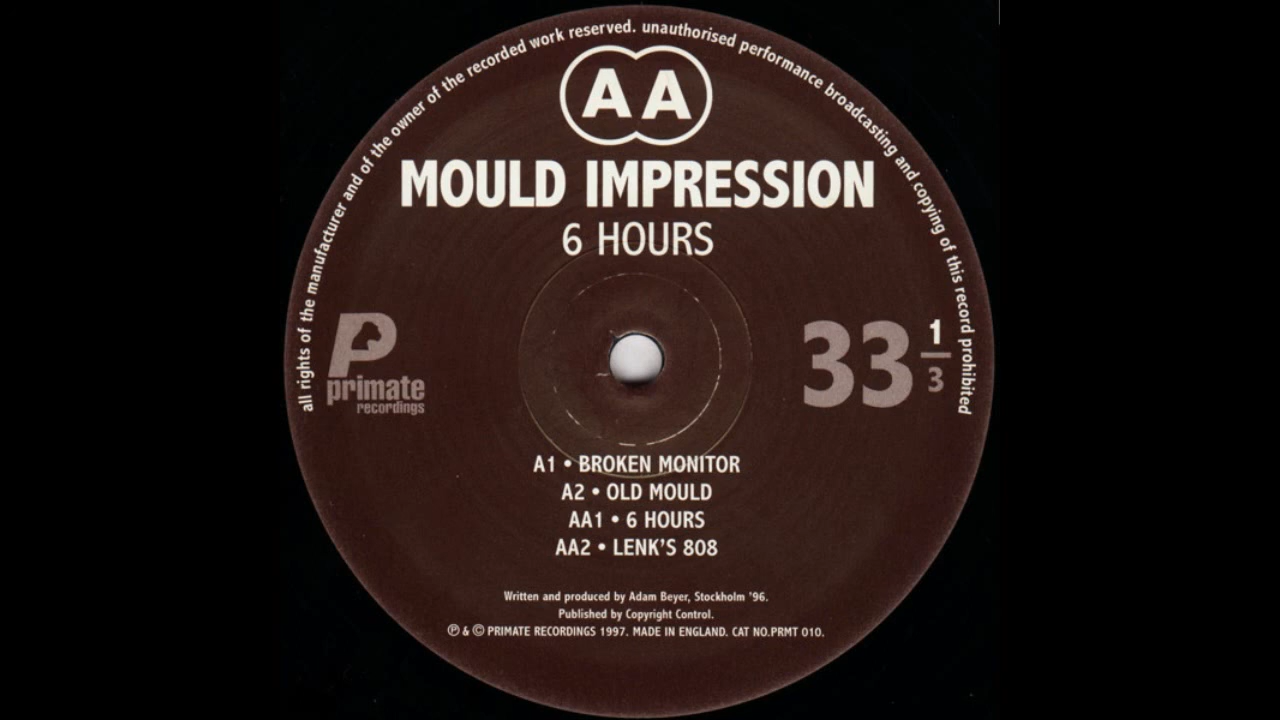 all rights of the manufacturer and of the owner of the recorded work reserved. unauthorised performance broadcasting and copying of this record prohibited
AA
MOULD IMPRESSION
6 HOURS
Primate
recordings
33 1/3
A1 • BROKEN MONITOR
A2 • OLD MOULD
AA1 • 6 HOURS
AA2 • LENK'S 808
Written and produced by Adam Beyer, Stockholm '96.
Published by Copyright Control.
℗ & © PRIMATE RECORDINGS 1997. MADE IN ENGLAND. CAT NO.PRMT 010.